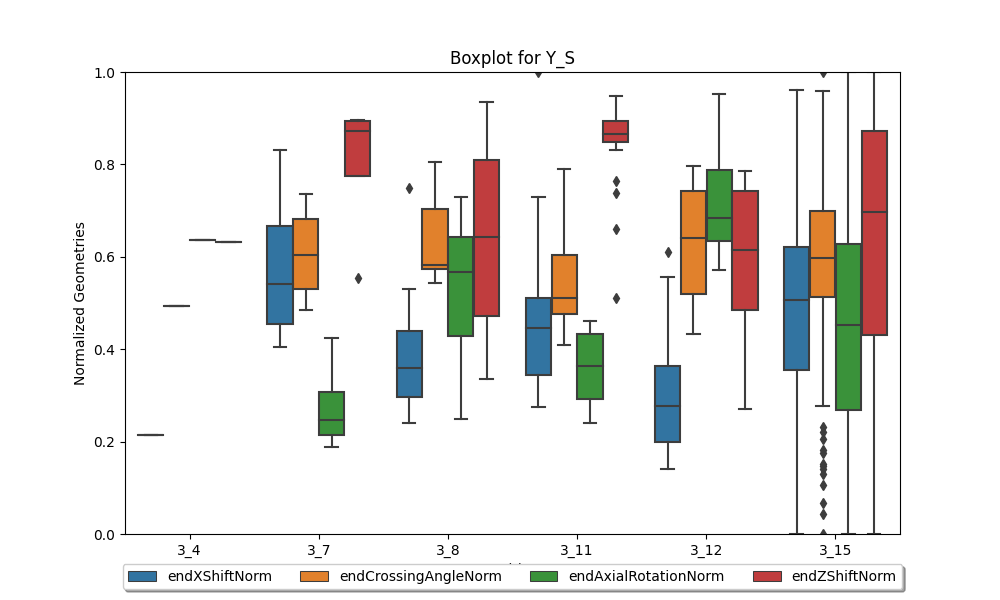 Boxplot for Y_S
1.0
0.8
0.6
0.4
0.2
0.0
Normalized Geometries
3_4 3_7 3_8 3_11 3_12 3_15
endXShiftNorm endCrossingAngleNorm endAxialRotationNorm endZShiftNorm